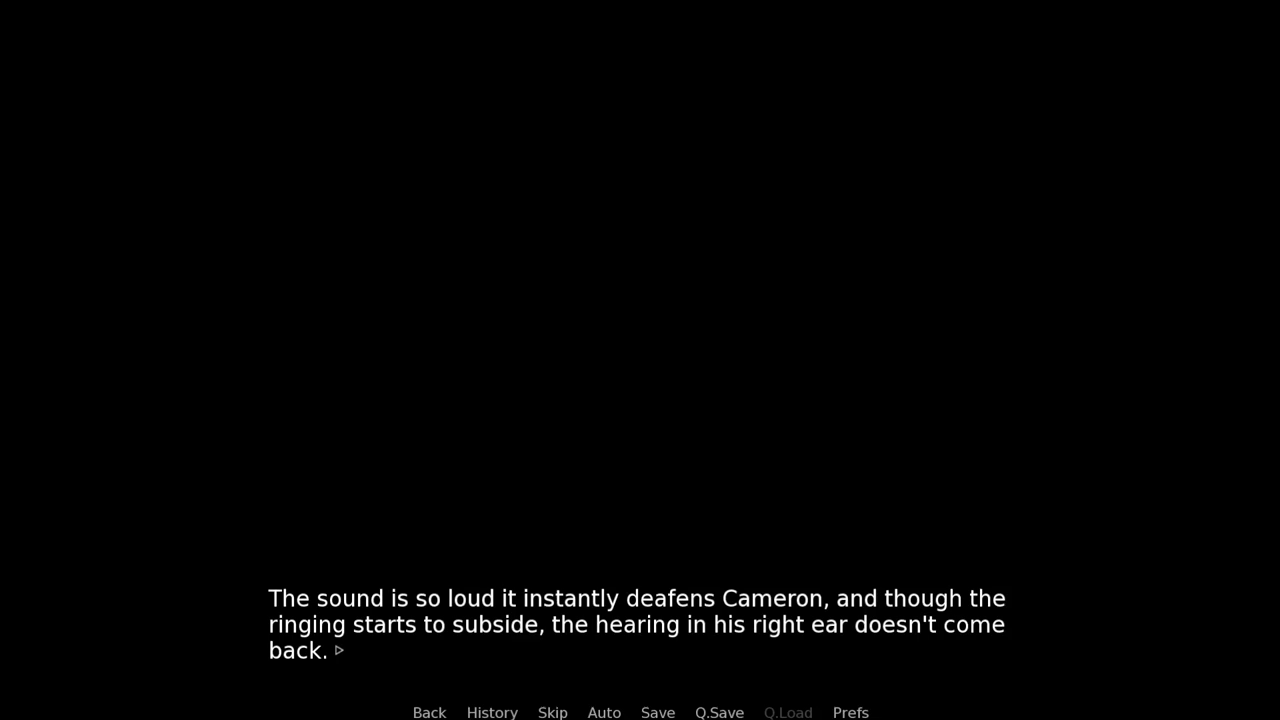 The sound is so loud it instantly deafens Cameron, and though the
ringing starts to subside, the hearing in his right ear doesn't come
back.
Back History Skip Auto Save Q.Save Q.Load Prefs